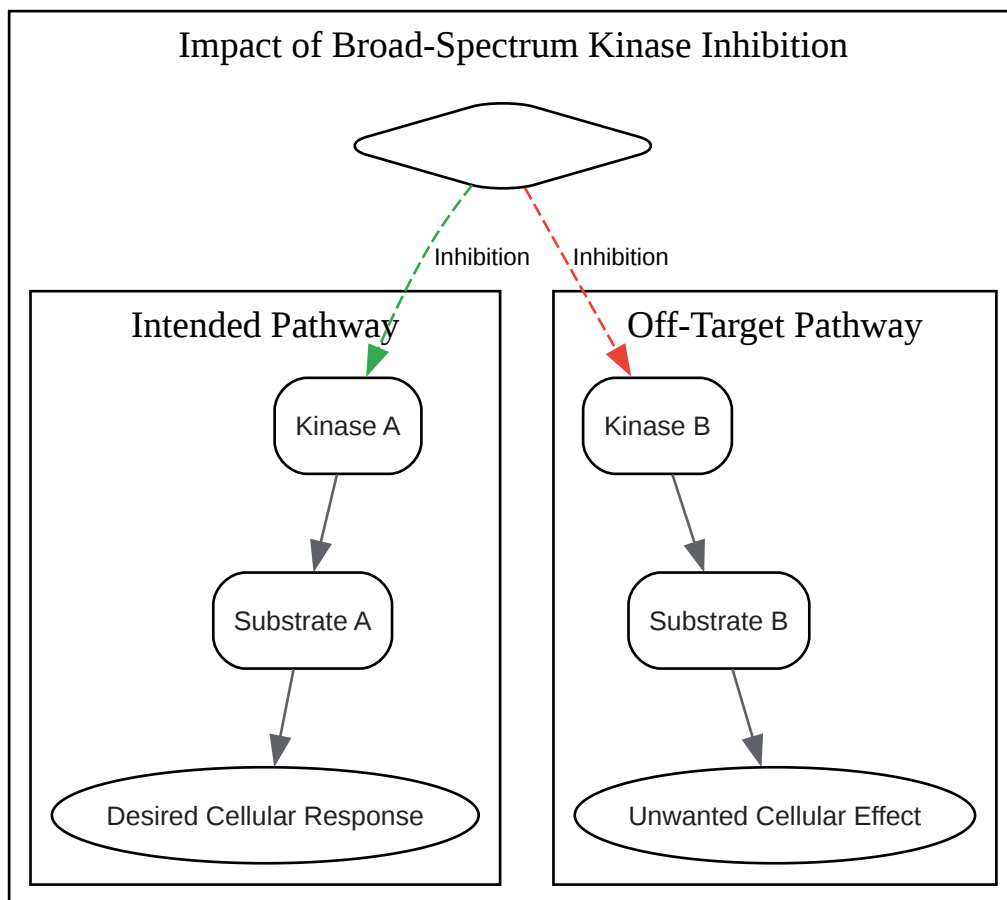 Impact of Broad-Spectrum Kinase Inhibition
Inhibition
Inhibition
Intended Pathway
Off-Target Pathway
Kinase A
Kinase B
Substrate A
Substrate B
Desired Cellular Response
Unwanted Cellular Effect